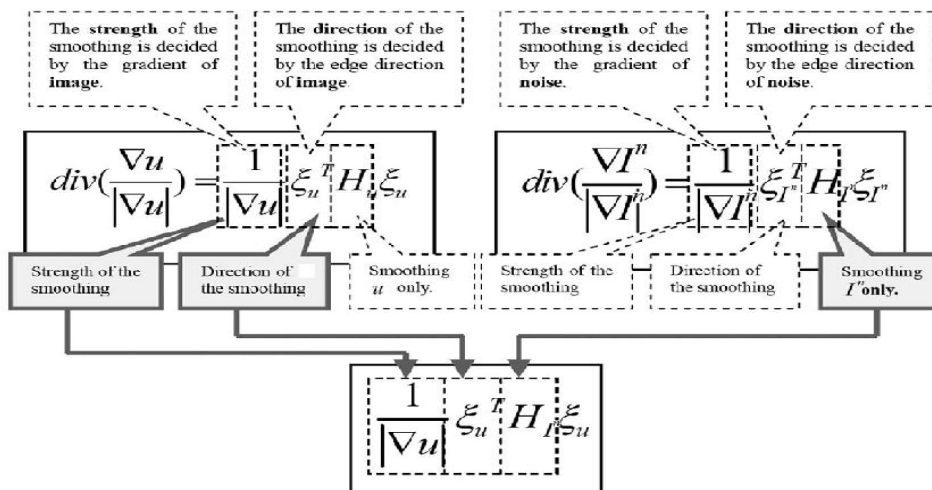 The strength of the
smoothing is decided
by the gradient of
image.
The direction of the
smoothing is decided
by the edge direction
of image.
The strength of the
smoothing is decided
by the gradient of
noise.
The direction of the
smoothing is decided
by the edge direction
of noise.
div(∇u/|∇u|) = 1/|∇u| ξ_u^T H_u ξ_u
div(∇I^n/|∇I^n|) = 1/|∇I^n| ξ_{I^n}^T H_{I^n} ξ_{I^n}
Strength of the
smoothing
Direction of
the smoothing
Smoothing
u only.
Strength of the
smoothing
Direction of
the smoothing
Smoothing
I^n only.
1/|∇u| ξ_u^T H_{I^n} ξ_u